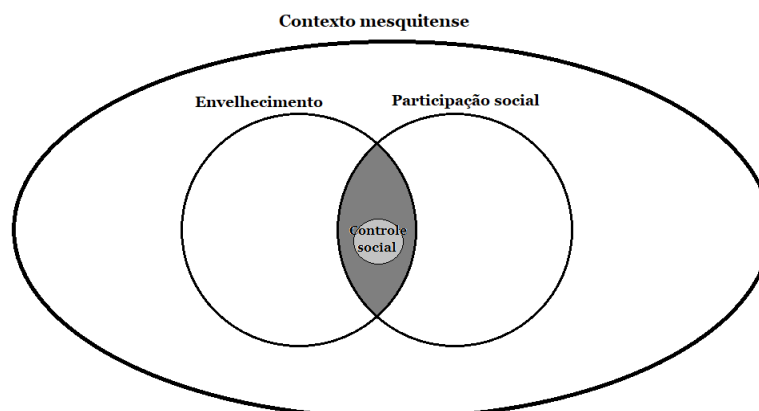 Contexto mesquitense
Envelhecimento
Participação social
Controle
social